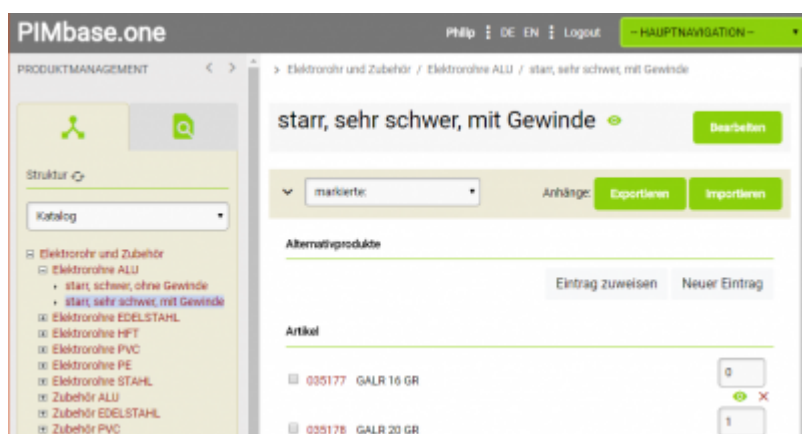 PIMbase.one
Philip ⋮ DE EN ⋮ Logout
– HAUPTNAVIGATION –
PRODUKTMANAGEMENT < >
Struktur
Katalog
Elektrorohr und Zubehör
Elektrorohre ALU
starr, schwer, ohne Gewinde
starr, sehr schwer, mit Gewinde
Elektrorohre EDELSTAHL
Elektrorohre HFT
Elektrorohre PVC
Elektrorohre PE
Elektrorohre STAHL
Zubehör ALU
Zubehör EDELSTAHL
Zubehör PVC
> Elektrorohr und Zubehör / Elektrorohre ALU / starr, sehr schwer, mit Gewinde
starr, sehr schwer, mit Gewinde
Bearbeiten
markierte:
Anhänge: Exportieren Importieren
Alternativprodukte
Eintrag zuweisen Neuer Eintrag
Artikel
035177 GALR 16 GR 0
035178 GALR 20 GR 1